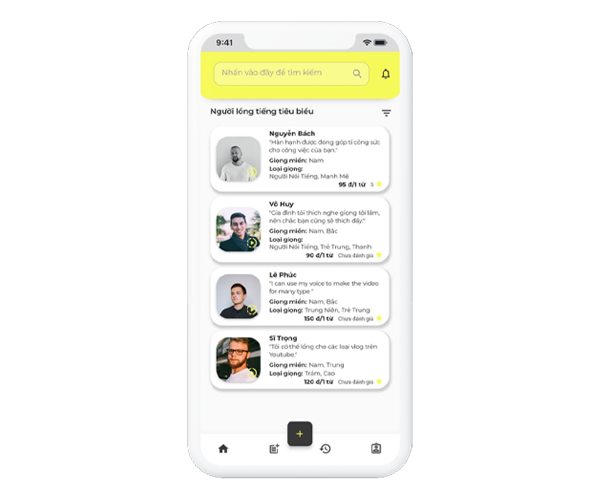 9:41
Nhấn vào đây để tìm kiếm
Người lồng tiếng tiêu biểu
Nguyễn Bách
"Hân hạnh được đóng góp tí công sức
cho công việc của bạn."
Giọng miền: Nam
Loại giọng:
Người Nổi Tiếng, Mạnh Mẽ
95 đ/1 từ 5
Võ Huy
"Gia đình tôi thích nghe giọng tôi lắm,
nên chắc bạn cũng sẽ thích đấy."
Giọng miền: Nam, Bắc
Loại giọng:
Người Nổi Tiếng, Trẻ Trung, Thanh
90 đ/1 từ Chưa đánh giá
Lê Phúc
"I can use my voice to make the video
for many type."
Giọng miền: Nam, Bắc
Loại giọng: Trung Niên, Trẻ Trung
150 đ/1 từ Chưa đánh giá
Sĩ Trọng
"Tôi có thể lồng cho các loại vlog trên
Youtube."
Giọng miền: Nam, Trung
Loại giọng: Trầm, Cao
120 đ/1 từ Chưa đánh giá